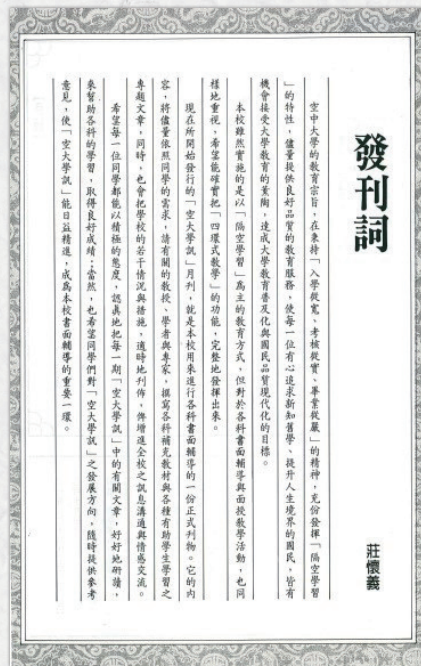 發刊詞
莊懷義
空中大學的教育宗旨，在秉持「入學從寬、考核從實、畢業從嚴」的精神，充份發揮「隔空學習
」的特性，儘量提供良好品質的教育服務，使每一位有心追求新知舊學、提升人生境界的國民，皆有
機會接受大學教育的薰陶，達成大學教育普及化與國民品質現代化的目標。
本校雖然實施的是以「隔空學習」為主的教育方式，但對於各科書面輔導與面授教學活動，也同
樣地重視，希望能確實把「四環式教學」的功能，完整地發揮出來。
現在所開始發行的「空大學訊」月刊，就是本校用來進行各科書面輔導的一份正式刊物。它的內
容，將儘量依照同學的需求，請有關的教授、學者與專家，撰寫各科補充教材與各種有助學生學習之
專題文章，同時，也會把學校的若干情況與措施，適時地刊佈，俾增進全校之訊息溝通與情感交流。
希望每一位同學都能以積極的態度，認真地把每一期「空大學訊」中的有關文章，好好地研讀，
來幫助各科的學習，取得良好成績；當然，也希望同學們對「空大學訊」之發展方向，隨時提供參考
意見，使「空大學訊」能日益精進，成為本校書面輔導的重要一環。